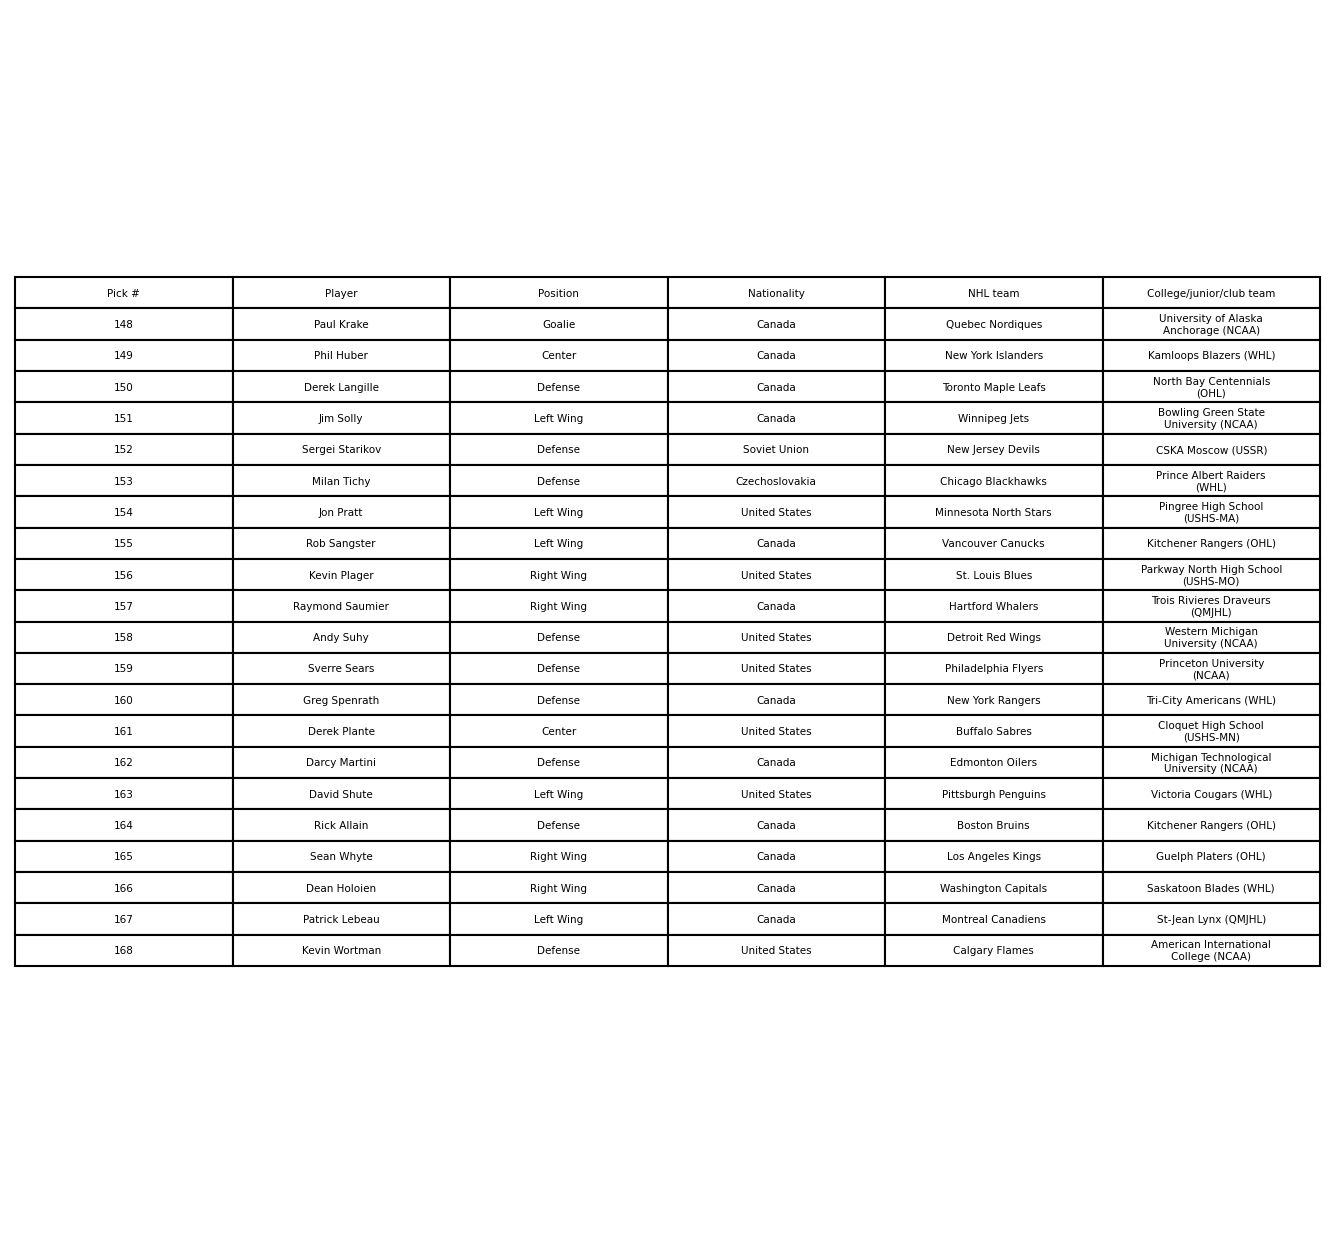 Pick # Player Position Nationality NHL team College/junior/club team
148 Paul Krake Goalie Canada Quebec Nordiques University of Alaska
Anchorage (NCAA)
149 Phil Huber Center Canada New York Islanders Kamloops Blazers (WHL)
150 Derek Langille Defense Canada Toronto Maple Leafs North Bay Centennials
(OHL)
151 Jim Solly Left Wing Canada Winnipeg Jets Bowling Green State
University (NCAA)
152 Sergei Starikov Defense Soviet Union New Jersey Devils CSKA Moscow (USSR)
153 Milan Tichy Defense Czechoslovakia Chicago Blackhawks Prince Albert Raiders
(WHL)
154 Jon Pratt Left Wing United States Minnesota North Stars Pingree High School
(USHS-MA)
155 Rob Sangster Left Wing Canada Vancouver Canucks Kitchener Rangers (OHL)
156 Kevin Plager Right Wing United States St. Louis Blues Parkway North High School
(USHS-MO)
157 Raymond Saumier Right Wing Canada Hartford Whalers Trois Rivieres Draveurs
(QMJHL)
158 Andy Suhy Defense United States Detroit Red Wings Western Michigan
University (NCAA)
159 Sverre Sears Defense United States Philadelphia Flyers Princeton University
(NCAA)
160 Greg Spenrath Defense Canada New York Rangers Tri-City Americans (WHL)
161 Derek Plante Center United States Buffalo Sabres Cloquet High School
(USHS-MN)
162 Darcy Martini Defense Canada Edmonton Oilers Michigan Technological
University (NCAA)
163 David Shute Left Wing United States Pittsburgh Penguins Victoria Cougars (WHL)
164 Rick Allain Defense Canada Boston Bruins Kitchener Rangers (OHL)
165 Sean Whyte Right Wing Canada Los Angeles Kings Guelph Platers (OHL)
166 Dean Holoien Right Wing Canada Washington Capitals Saskatoon Blades (WHL)
167 Patrick Lebeau Left Wing Canada Montreal Canadiens St-Jean Lynx (QMJHL)
168 Kevin Wortman Defense United States Calgary Flames American International
College (NCAA)